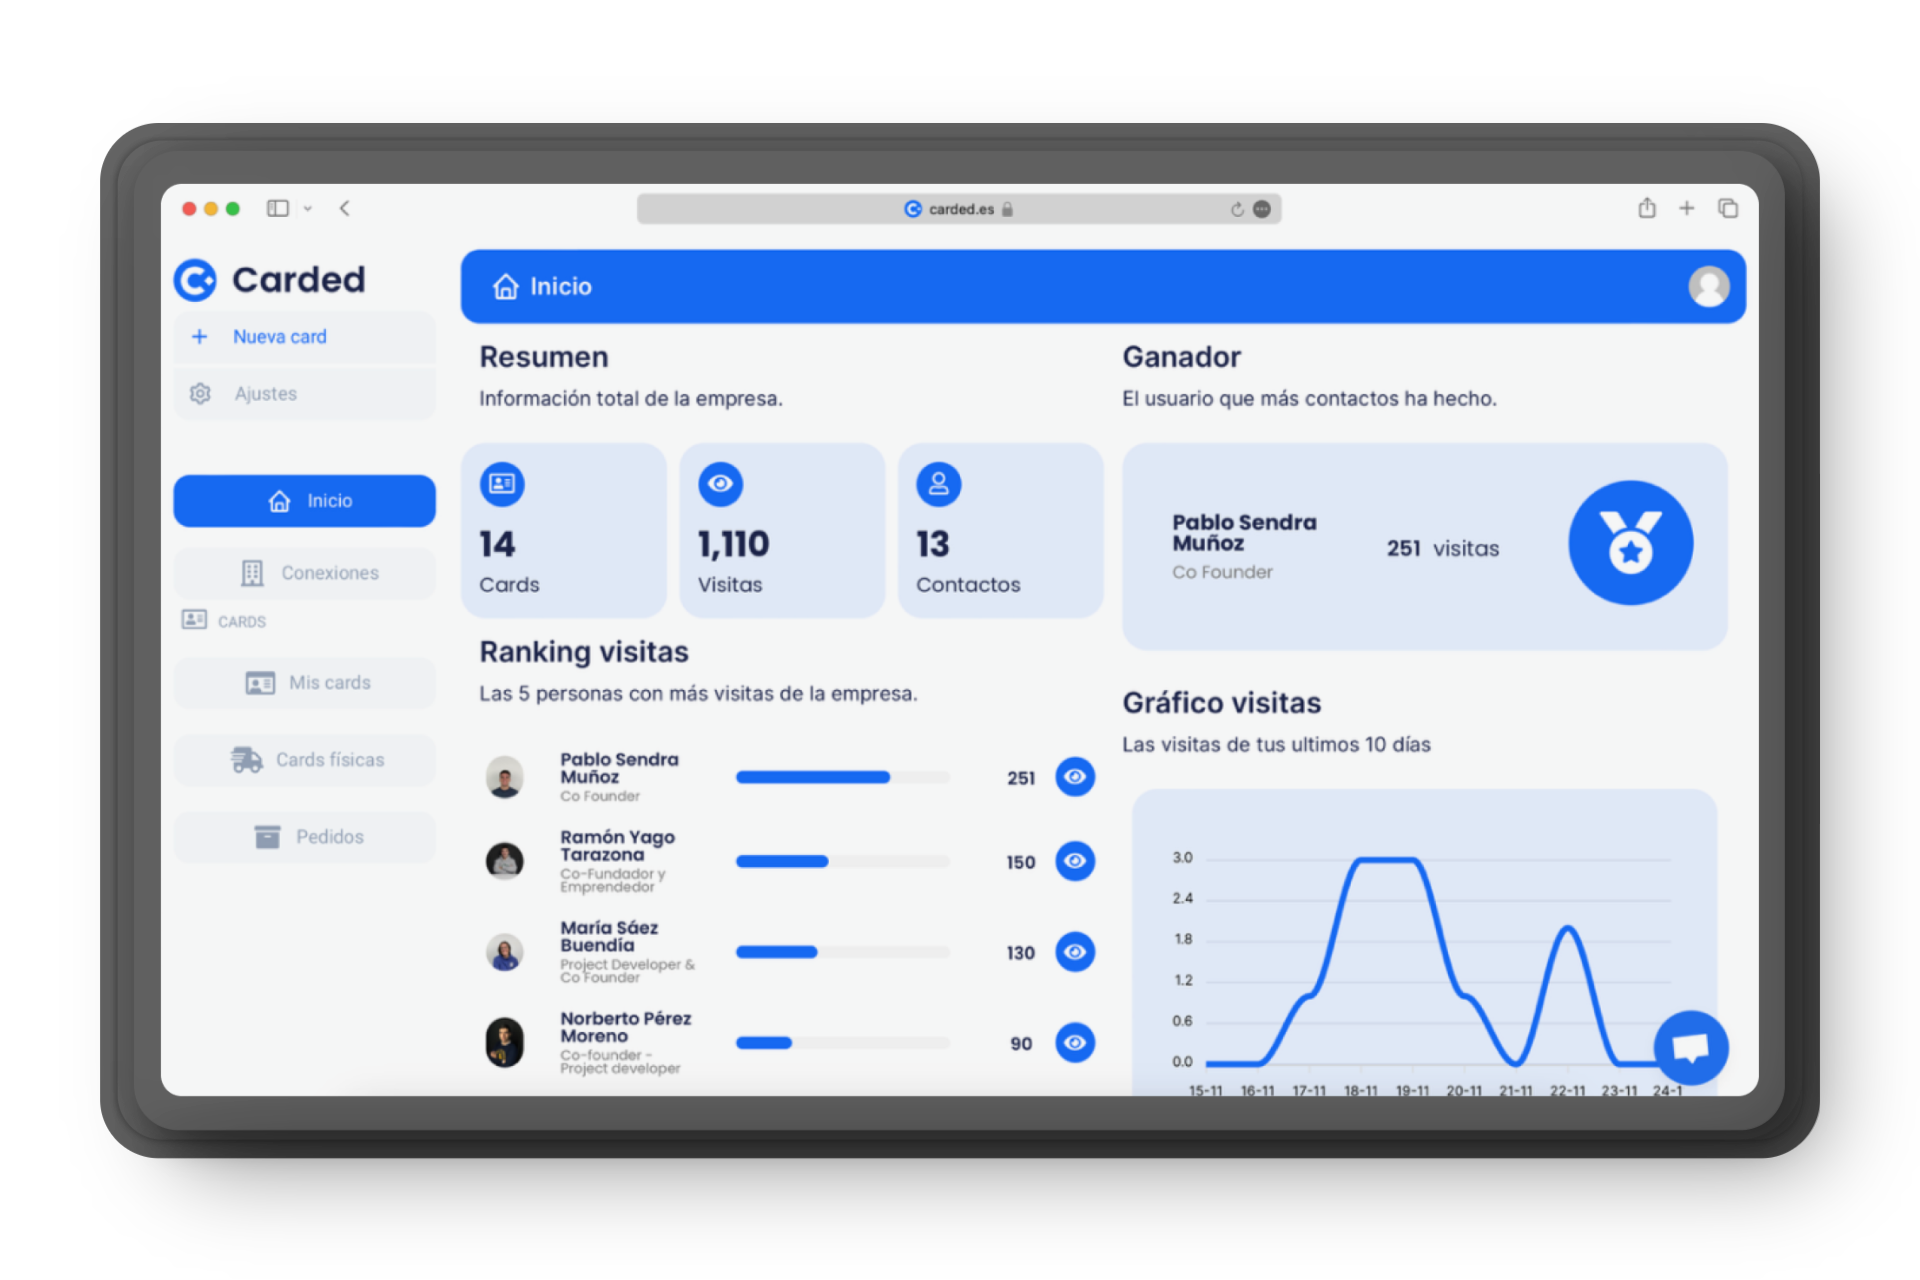 carded.es
Carded
Nueva card
Ajustes
Inicio
Conexiones
CARDS
Mis cards
Cards físicas
Pedidos
Inicio
Resumen
Información total de la empresa.
14
Cards
1,110
Visitas
13
Contactos
Ranking visitas
Las 5 personas con más visitas de la empresa.
Pablo Sendra
Muñoz
Co Founder
251
Ramón Yago
Tarazona
Co-Fundador y
Emprendedor
150
María Sáez
Buendía
Project Developer &
Co Founder
130
Norberto Pérez
Moreno
Co-founder -
Project developer
90
Ganador
El usuario que más contactos ha hecho.
Pablo Sendra
Muñoz
Co Founder
251 visitas
Gráfico visitas
Las visitas de tus ultimos 10 días
3.0
2.4
1.8
1.2
0.6
0.0
15-11 16-11 17-11 18-11 19-11 20-11 21-11 22-11 23-11 24-1